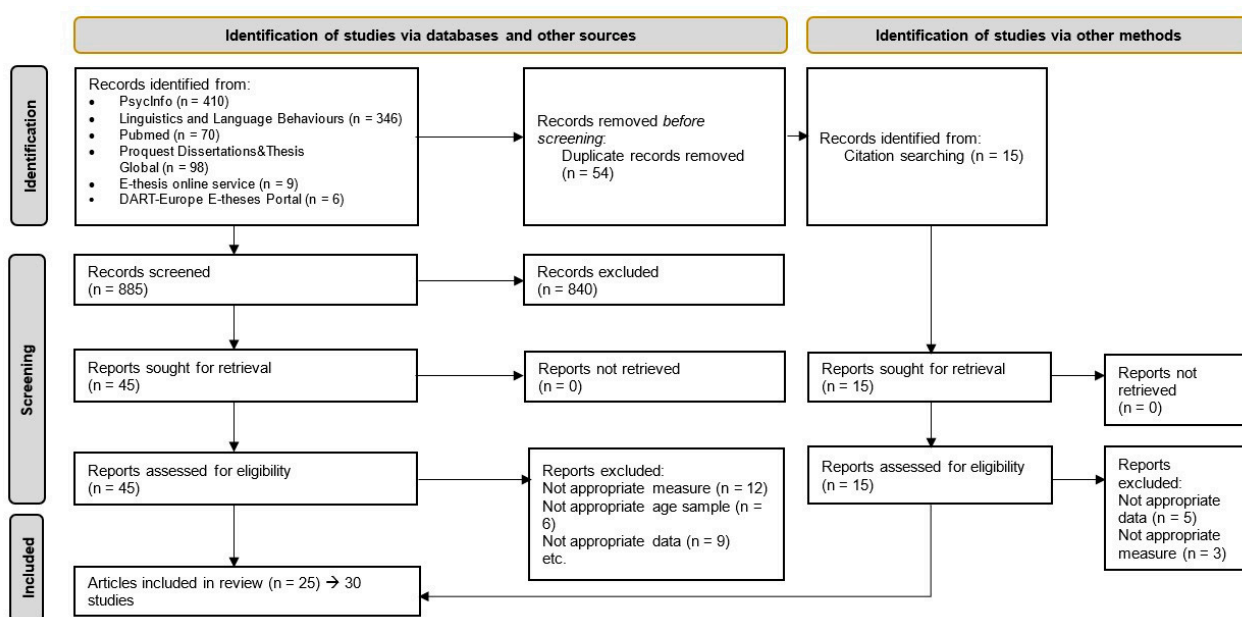 Identification of studies via databases and other sources
Identification of studies via other methods
Identification
Records identified from:
• PsycInfo (n = 410)
• Linguistics and Language Behaviours (n = 346)
• Pubmed (n = 70)
• Proquest Dissertations&Thesis
Global (n = 98)
• E-thesis online service (n = 9)
• DART-Europe E-theses Portal (n = 6)
Records removed before
screening:
Duplicate records removed
(n = 54)
Records identified from:
Citation searching (n = 15)
Screening
Records screened
(n = 885)
Records excluded
(n = 840)
Reports sought for retrieval
(n = 45)
Reports not retrieved
(n = 0)
Reports sought for retrieval
(n = 15)
Reports not
retrieved
(n = 0)
Reports assessed for eligibility
(n = 45)
Reports excluded:
Not appropriate measure (n = 12)
Not appropriate age sample (n =
6)
Not appropriate data (n = 9)
etc.
Reports assessed for eligibility
(n = 15)
Reports
excluded:
Not appropriate
data (n = 5)
Not appropriate
measure (n = 3)
Included
Articles included in review (n = 25) → 30
studies